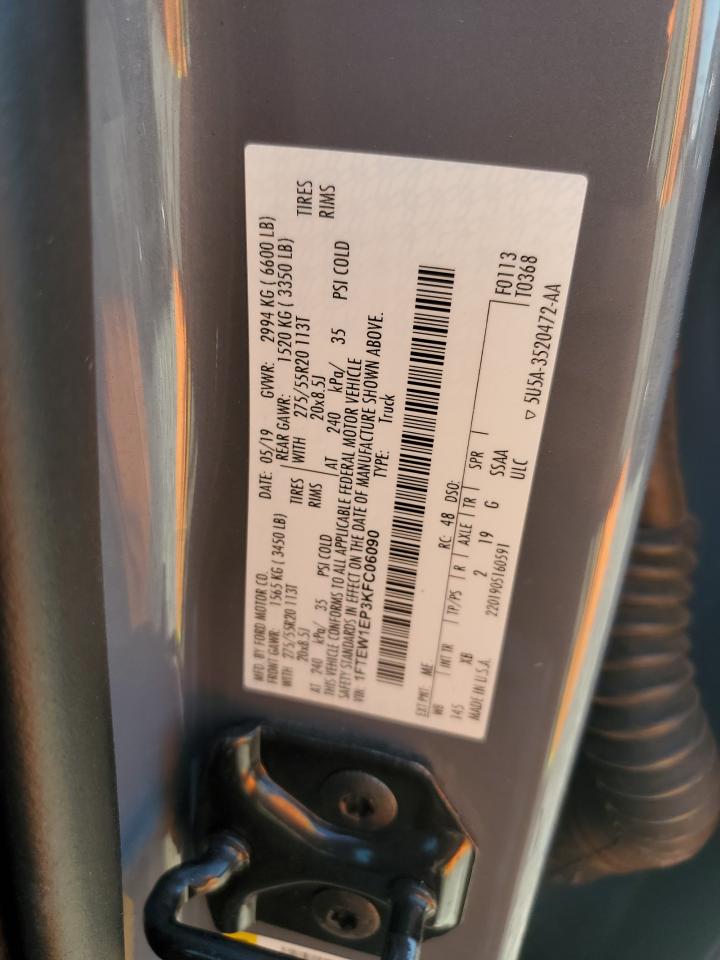 MFD. BY FORD MOTOR CO.
DATE: 05/19 GVWR: 2994 KG ( 6600 LB)
FRONT GAWR: 1565 KG ( 3450 LB) REAR GAWR: 1520 KG ( 3350 LB)
WITH 275/55R20 113T TIRES WITH 275/55R20 113T TIRES
20x8.5J RIMS 20x8.5J RIMS
AT 240 kPa/ 35 PSI COLD AT 240 kPa/ 35 PSI COLD
THIS VEHICLE CONFORMS TO ALL APPLICABLE FEDERAL MOTOR VEHICLE
SAFETY STANDARDS IN EFFECT ON THE DATE OF MANUFACTURE SHOWN ABOVE.
VIN: 1FTEW1EP3KFC06090 TYPE: Truck
EXT PNT: ME RC: 48 DSO:
WB INT TR TP/PS R AXLE TR SPR F0113
145 XB 2 19 G SSAA T0368
MADE IN U.S.A. 2201905160591 ULC ▽ 5U5A-3520472-AA